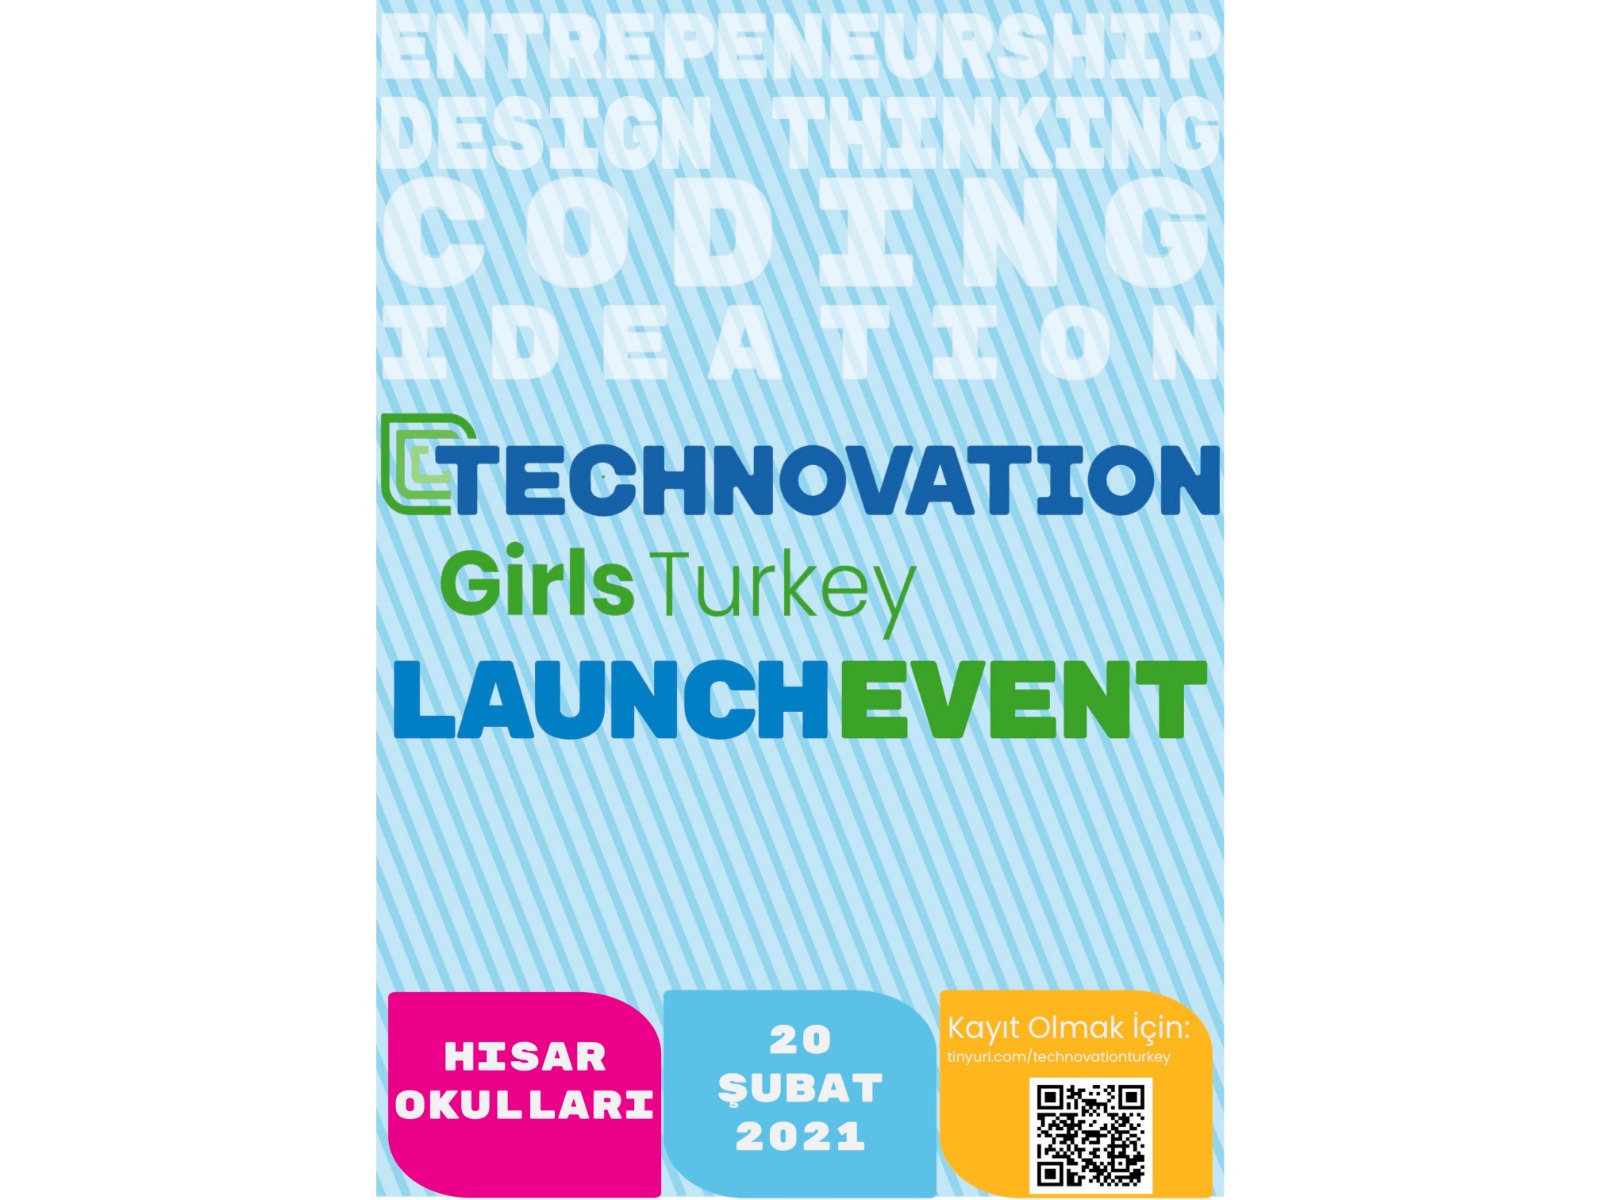 ENTREPENEURSHIP
DESIGN THINKING
CODING
IDEATION
TECHNOVATION
Girls Turkey
LAUNCH EVENT
HISAR
OKULLARI
20
ŞUBAT
2021
Kayıt Olmak İçin:
tinyurl.com/technovationturkey